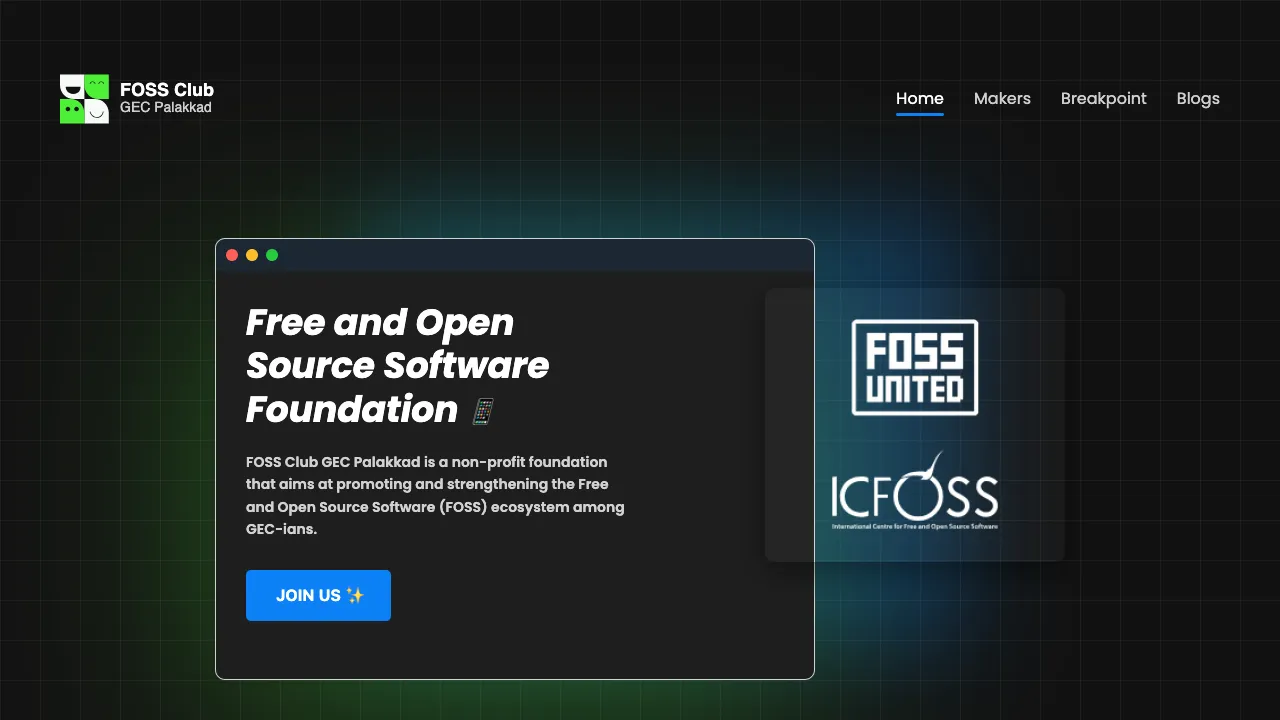 FOSS Club
GEC Palakkad
Home Makers Breakpoint Blogs
Free and Open
Source Software
Foundation 📱
FOSS Club GEC Palakkad is a non-profit foundation
that aims at promoting and strengthening the Free
and Open Source Software (FOSS) ecosystem among
GEC-ians.
JOIN US ✨
FOSS
UNITED
ICFOSS
International Centre for Free and Open Source Software